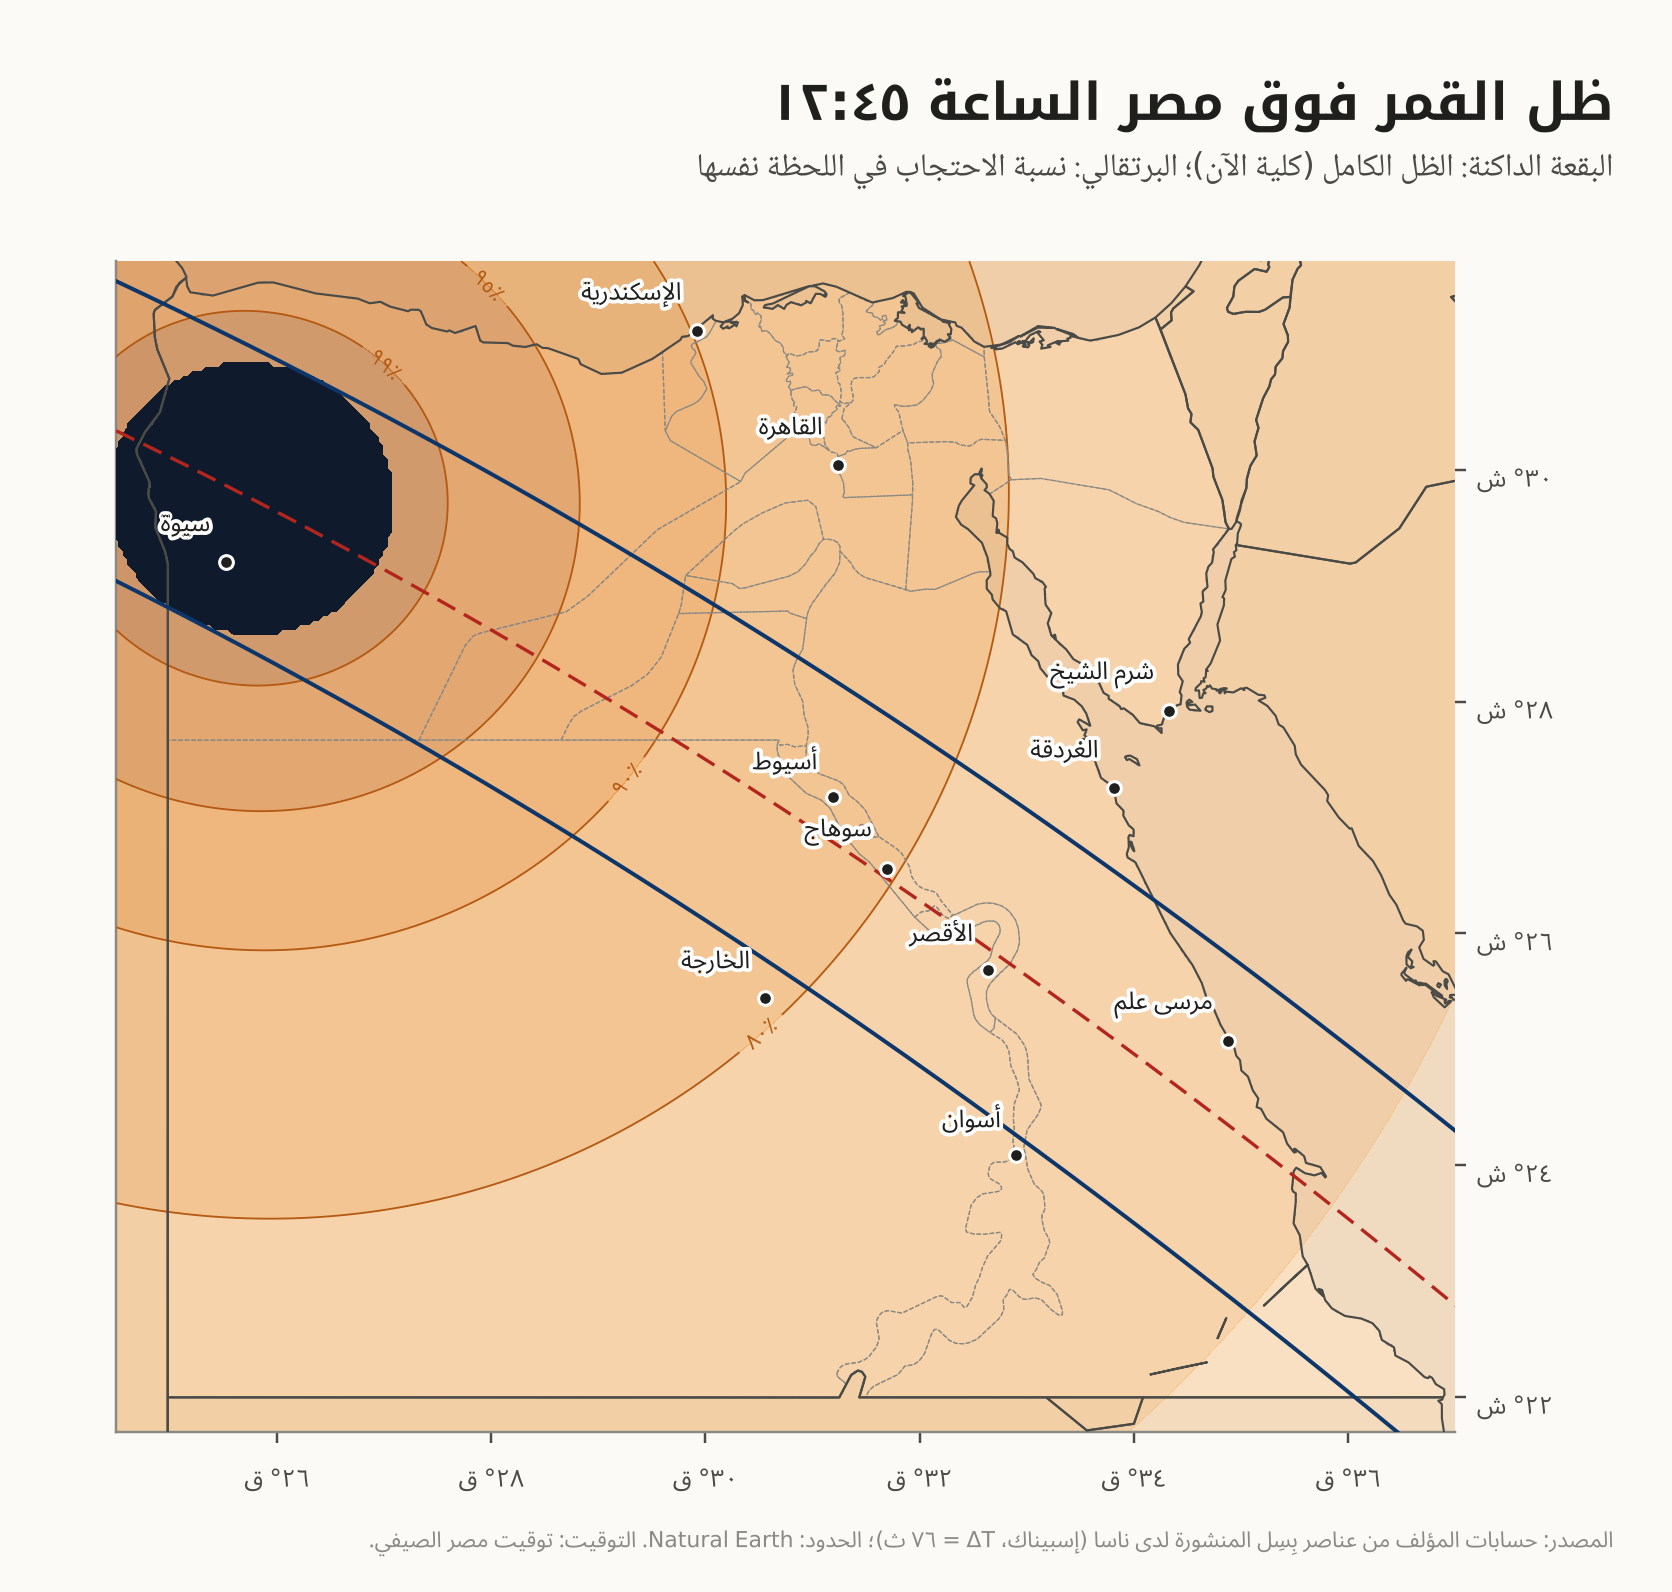 ظل القمر فوق مصر الساعة ١٢:٤٥
البقعة الداكنة: الظل الكامل (كلية الآن)؛ البرتقالي: نسبة الاحتجاب في اللحظة نفسها
٩٥٪
الإسكندرية
٩٩٪
القاهرة
٣٠° ش
سيوة
شرم الشيخ
٢٨° ش
الغردقة
أسيوط
٩٠٪
سوهاج
الأقصر
٢٦° ش
الخارجة
مرسى علم
٨٠٪
أسوان
٢٤° ش
٢٢° ش
٢٦° ق
٢٨° ق
٣٠° ق
٣٢° ق
٣٤° ق
٣٦° ق
المصدر: حسابات المؤلف من عناصر بِسِل المنشورة لدى ناسا (إسبيناك، ΔT = ٧٦ ث)؛ الحدود: Natural Earth. التوقيت: توقيت مصر الصيفي.